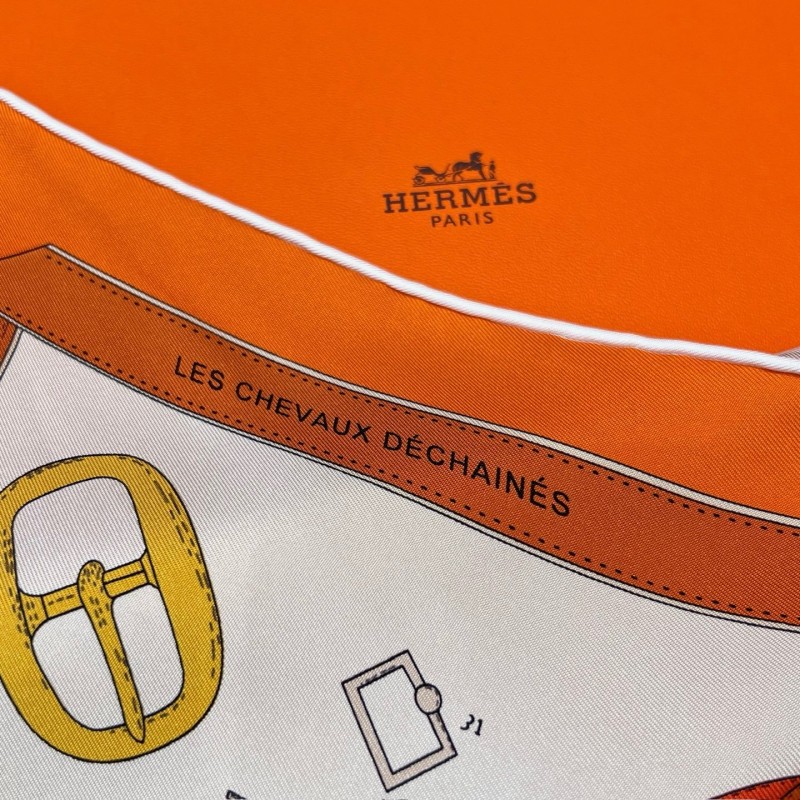 HERMÈS
PARIS
LES CHEVAUX DÉCHAINÉS
31